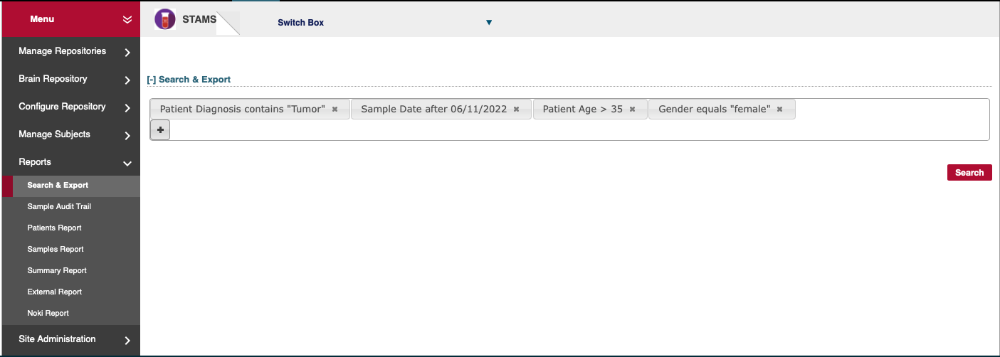 Menu
STAMS
Switch Box
Manage Repositories
Brain Repository
Configure Repository
Manage Subjects
Reports
Search & Export
Sample Audit Trail
Patients Report
Samples Report
Summary Report
External Report
Noki Report
Site Administration
[-] Search & Export
Patient Diagnosis contains "Tumor" ✖ Sample Date after 06/11/2022 ✖ Patient Age > 35 ✖ Gender equals "female" ✖
+
Search